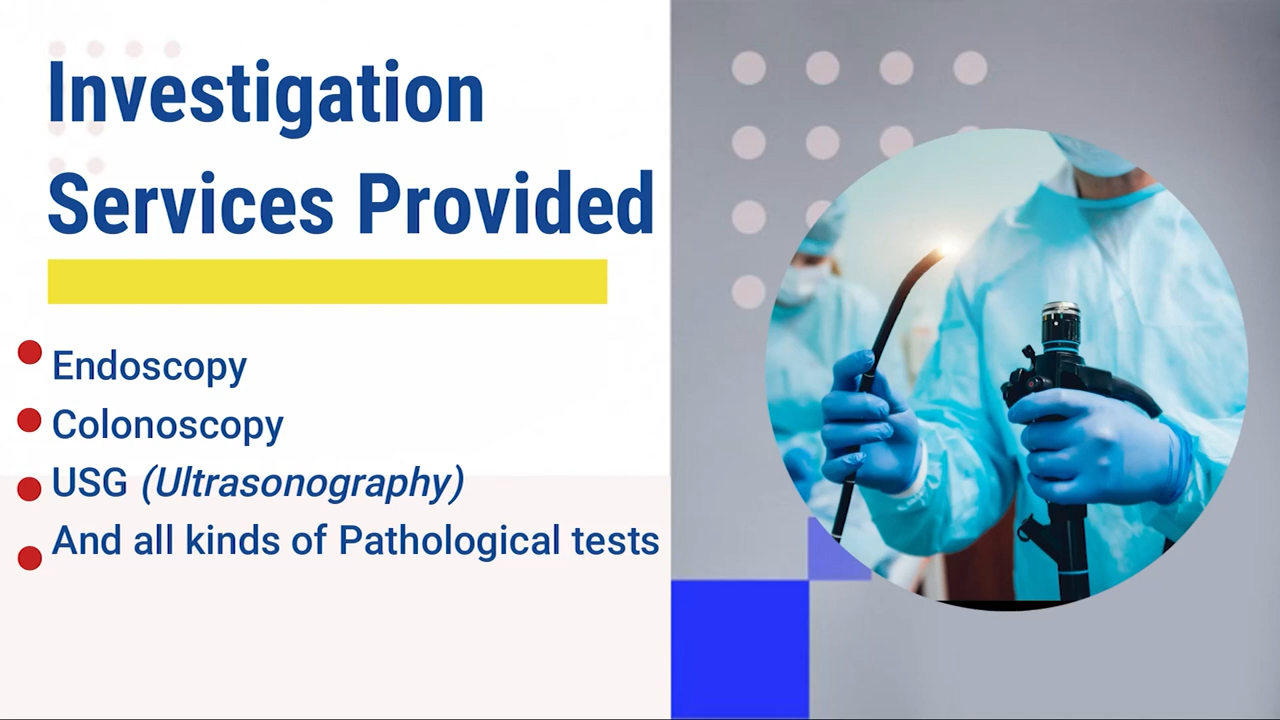 Investigation
Services Provided
Endoscopy
Colonoscopy
USG (Ultrasonography)
And all kinds of Pathological tests